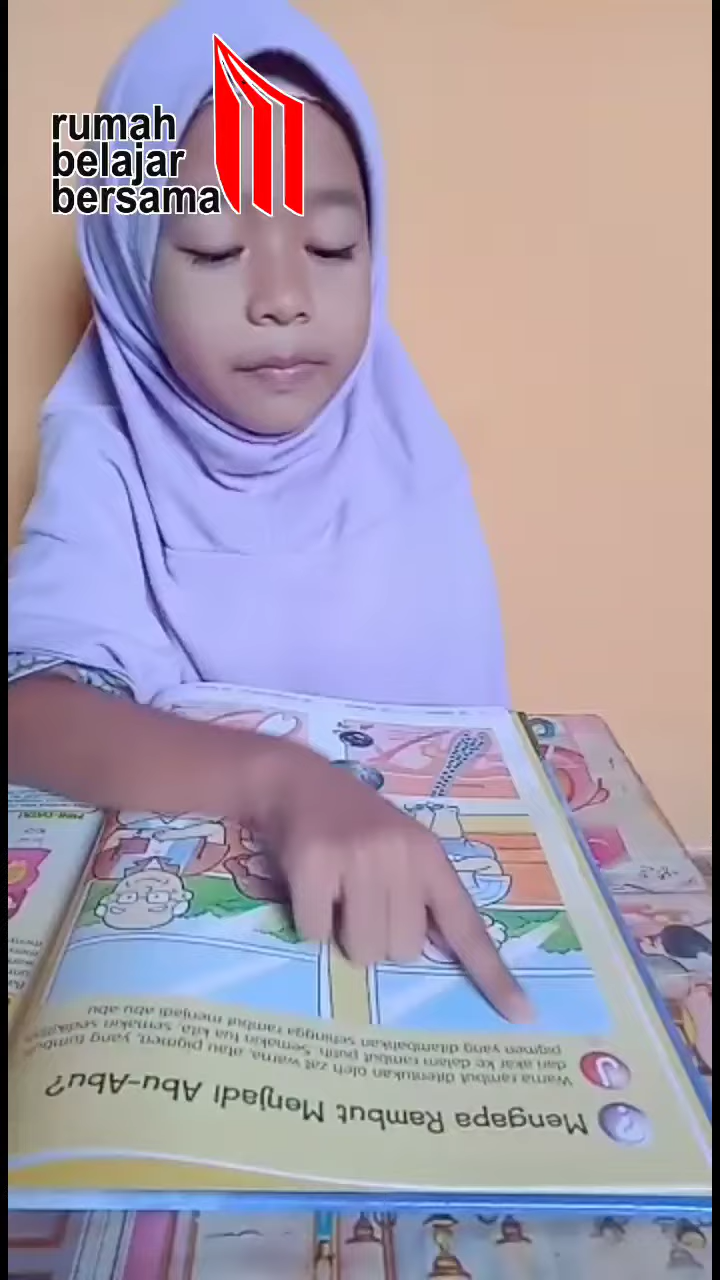 rumah
belajar
bersama
Mengapa Rambut Menjadi Abu-Abu?
Warna rambut ditentukan oleh zat warna, atau pigmen, yang tumbuh
dari akar ke dalam rambut putih. Semakin tua kita, semakin sedikit
pigmen yang ditambahkan sehingga rambut menjadi abu abu